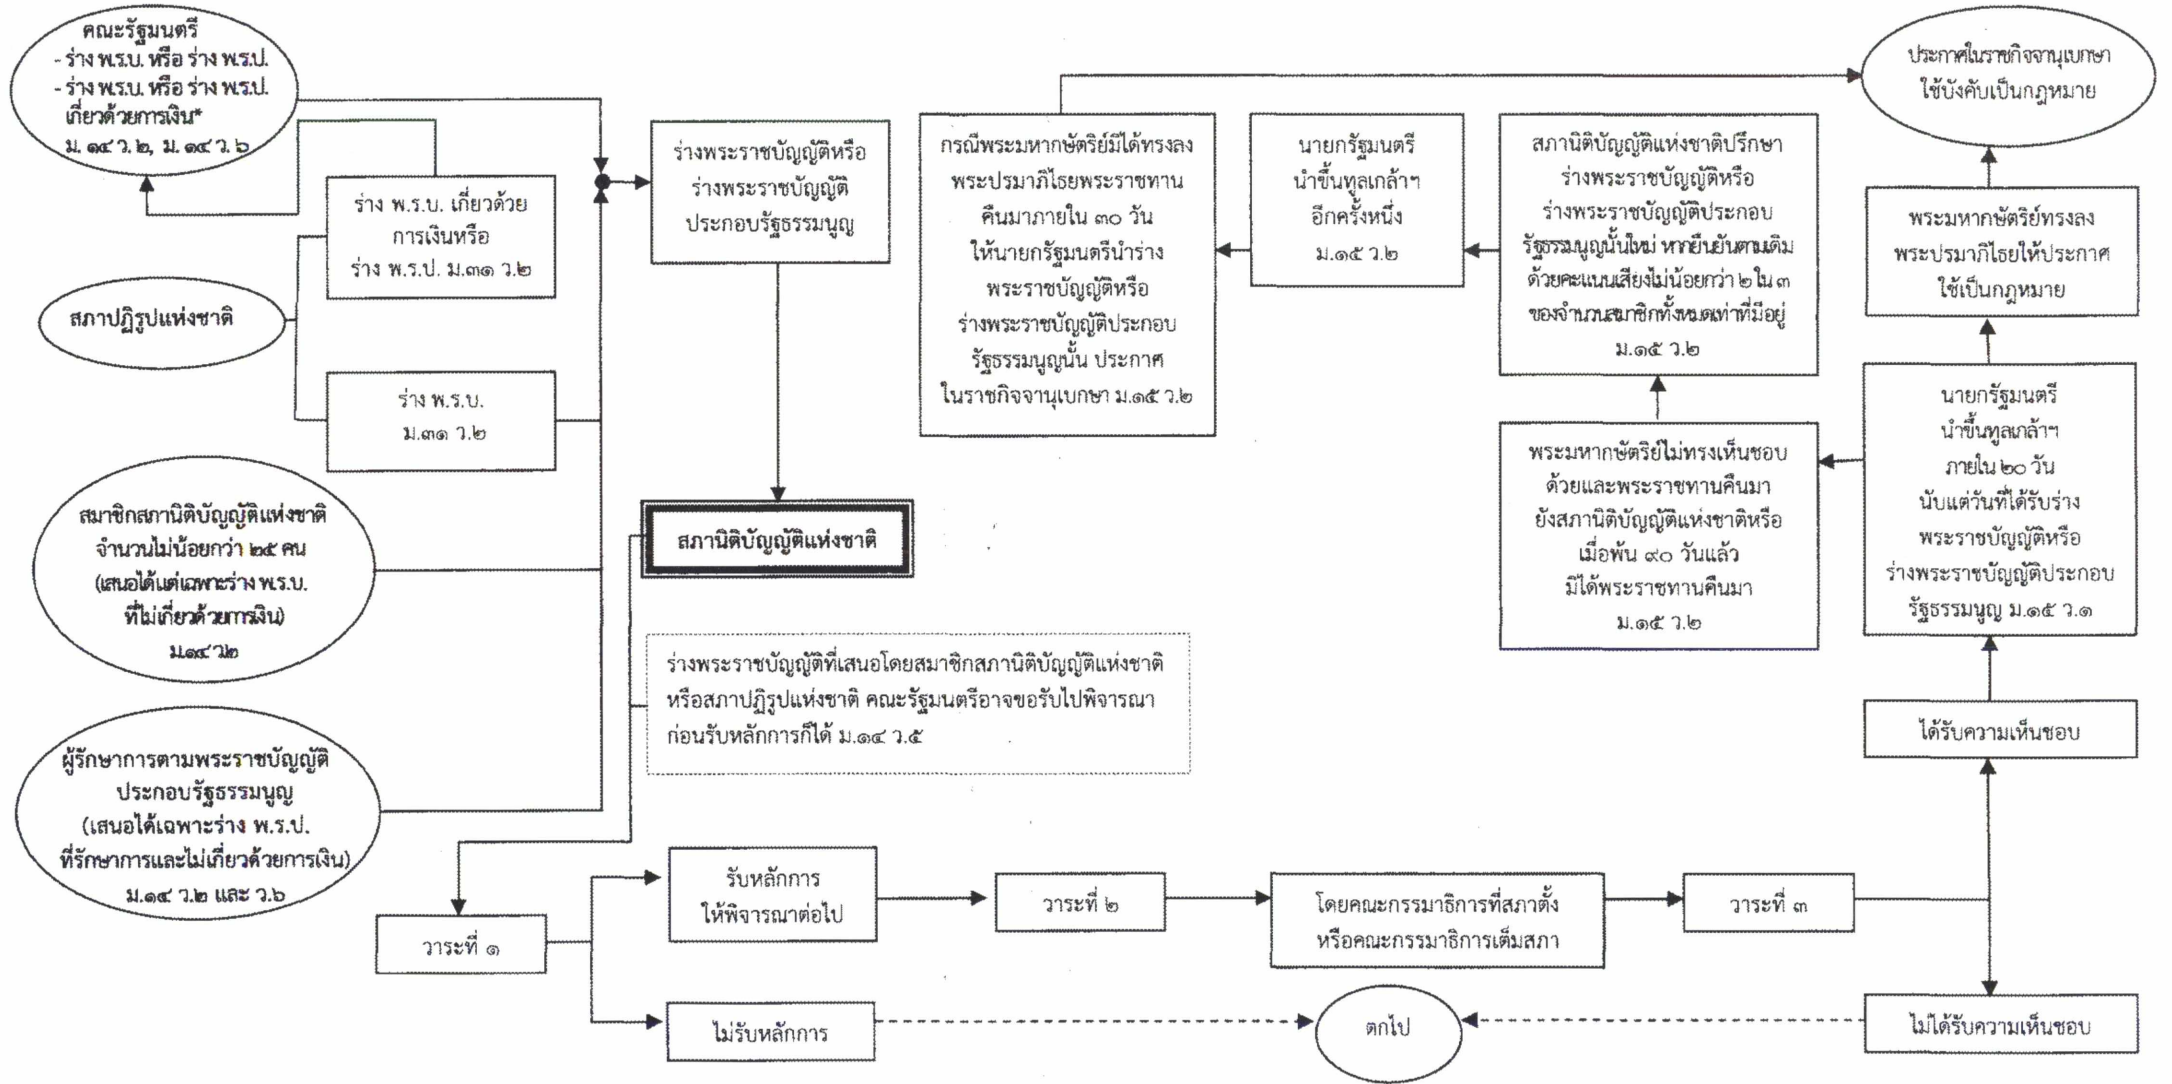 คณะรัฐมนตรี
- ร่าง พ.ร.บ. หรือ ร่าง พ.ร.ป.
- ร่าง พ.ร.บ. หรือ ร่าง พ.ร.ป.
เกี่ยวด้วยการเงิน*
ม. ๑๔ ว. ๒, ม. ๑๔ ว. ๖
ร่าง พ.ร.บ. เกี่ยวด้วย
การเงินหรือ
ร่าง พ.ร.ป. ม.๓๑ ว.๒
สภาปฏิรูปแห่งชาติ
ร่าง พ.ร.บ.
ม.๓๑ ว.๒
สมาชิกสภานิติบัญญัติแห่งชาติ
จำนวนไม่น้อยกว่า ๒๕ คน
(เสนอได้แต่เฉพาะร่าง พ.ร.บ.
ที่ไม่เกี่ยวด้วยการเงิน)
ม.๑๔ ว.๒
ผู้รักษาการตามพระราชบัญญัติ
ประกอบรัฐธรรมนูญ
(เสนอได้เฉพาะร่าง พ.ร.ป.
ที่รักษาการและไม่เกี่ยวด้วยการเงิน)
ม.๑๔ ว.๒ และ ว.๖
ร่างพระราชบัญญัติหรือ
ร่างพระราชบัญญัติ
ประกอบรัฐธรรมนูญ
สภานิติบัญญัติแห่งชาติ
ร่างพระราชบัญญัติที่เสนอโดยสมาชิกสภานิติบัญญัติแห่งชาติ
หรือสภาปฏิรูปแห่งชาติ คณะรัฐมนตรีอาจขอรับไปพิจารณา
ก่อนรับหลักการก็ได้ ม.๑๔ ว.๕
วาระที่ ๑
รับหลักการ
ให้พิจารณาต่อไป
ไม่รับหลักการ
วาระที่ ๒
โดยคณะกรรมาธิการที่สภาตั้ง
หรือคณะกรรมาธิการเต็มสภา
วาระที่ ๓
ตกไป
ไม่ได้รับความเห็นชอบ
ได้รับความเห็นชอบ
นายกรัฐมนตรี
นำขึ้นทูลเกล้าฯ
ภายใน ๒๐ วัน
นับแต่วันที่ได้รับร่าง
พระราชบัญญัติหรือ
ร่างพระราชบัญญัติประกอบ
รัฐธรรมนูญ ม.๑๕ ว.๑
พระมหากษัตริย์ทรงลง
พระปรมาภิไธยให้ประกาศ
ใช้เป็นกฎหมาย
ประกาศในราชกิจจานุเบกษา
ใช้บังคับเป็นกฎหมาย
พระมหากษัตริย์ไม่ทรงเห็นชอบ
ด้วยและพระราชทานคืนมา
ยังสภานิติบัญญัติแห่งชาติหรือ
เมื่อพ้น ๙๐ วันแล้ว
มิได้พระราชทานคืนมา
ม.๑๕ ว.๒
สภานิติบัญญัติแห่งชาติปรึกษา
ร่างพระราชบัญญัติหรือ
ร่างพระราชบัญญัติประกอบ
รัฐธรรมนูญนั้นใหม่ หากยืนยันตามเดิม
ด้วยคะแนนเสียงไม่น้อยกว่า ๒ ใน ๓
ของจำนวนสมาชิกทั้งหมดเท่าที่มีอยู่
ม.๑๕ ว.๒
นายกรัฐมนตรี
นำขึ้นทูลเกล้าฯ
อีกครั้งหนึ่ง
ม.๑๕ ว.๒
กรณีพระมหากษัตริย์มิได้ทรงลง
พระปรมาภิไธยพระราชทาน
คืนมาภายใน ๓๐ วัน
ให้นายกรัฐมนตรีนำร่าง
พระราชบัญญัติหรือ
ร่างพระราชบัญญัติประกอบ
รัฐธรรมนูญนั้น ประกาศ
ในราชกิจจานุเบกษา ม.๑๕ ว.๒